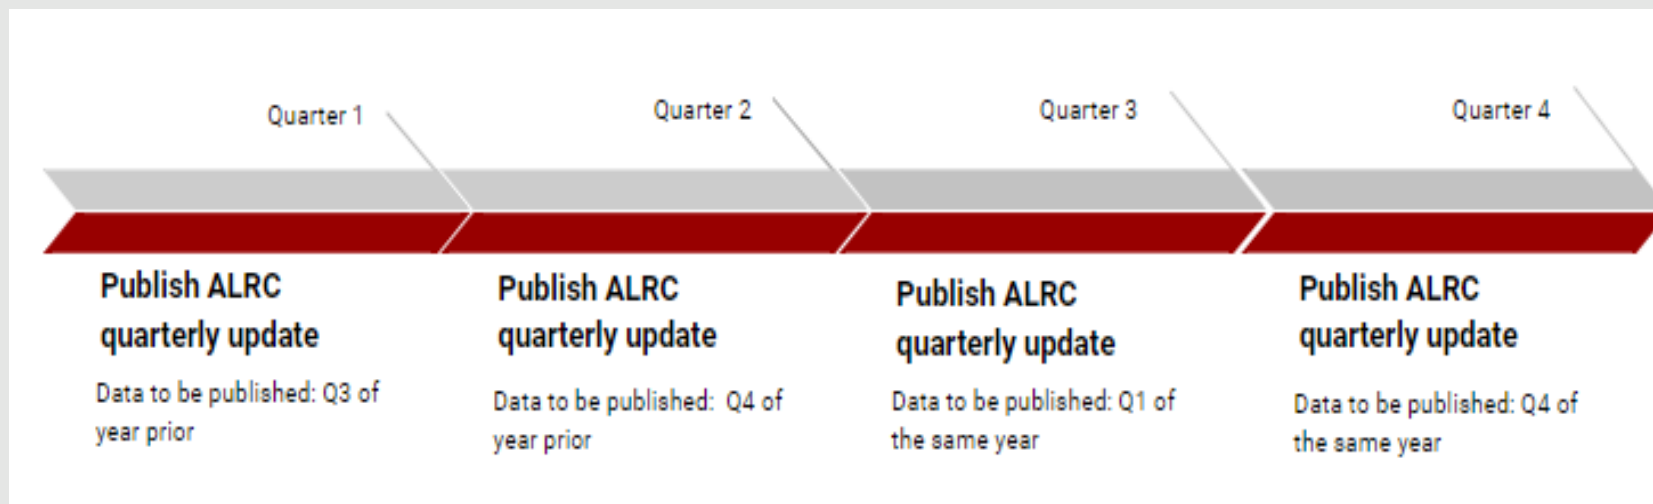 Quarter 1
Quarter 2
Quarter 3
Quarter 4
Publish ALRC
quarterly update
Data to be published: Q3 of
year prior
Publish ALRC
quarterly update
Data to be published:  Q4 of
year prior
Publish ALRC
quarterly update
Data to be published: Q1 of
the same year
Publish ALRC
quarterly update
Data to be published: Q4 of
the same year